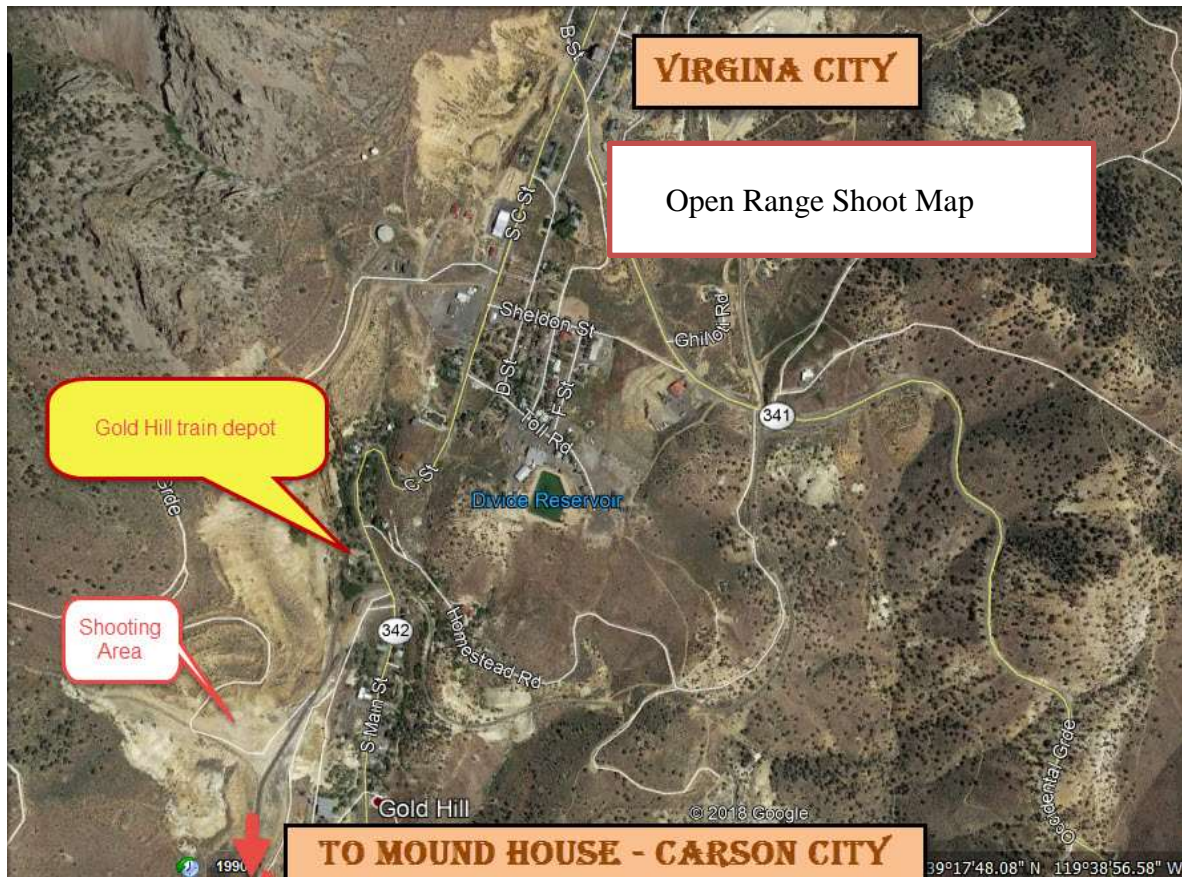 B-St
VIRGINA CITY
Open Range Shoot Map
S-C-St
Sheldon St
Ghil
Rd
D-St
F-St
341
Gold Hill train depot
Toll-Rd
C-St
Divide Reservoir
Grde
Shooting
Area
342
Homestead-Rd
S-Main-St
Occidental-Grde
Gold Hill
© 2018 Google
TO MOUND HOUSE - CARSON CITY
1990
39°17'48.08" N 119°38'56.58" W